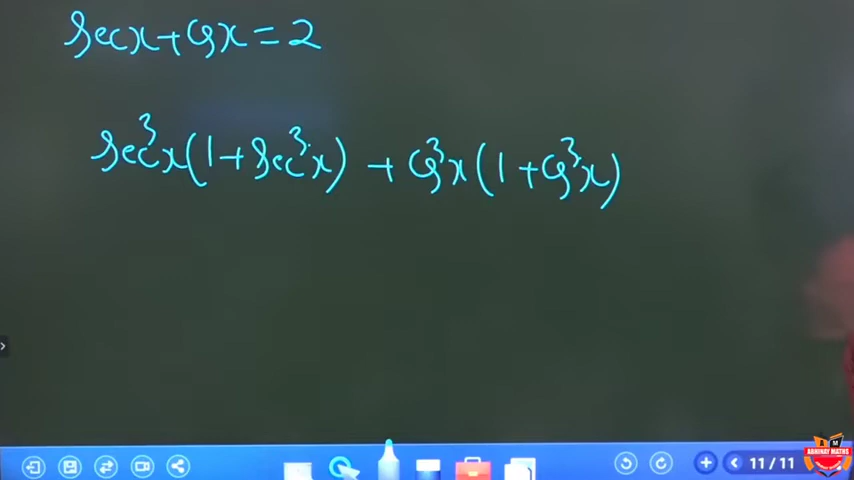 secx+cosx=2
sec³x(1+sec³x) + cos³x(1+cos³x)
11/11
A M
ABHINAY MATHS